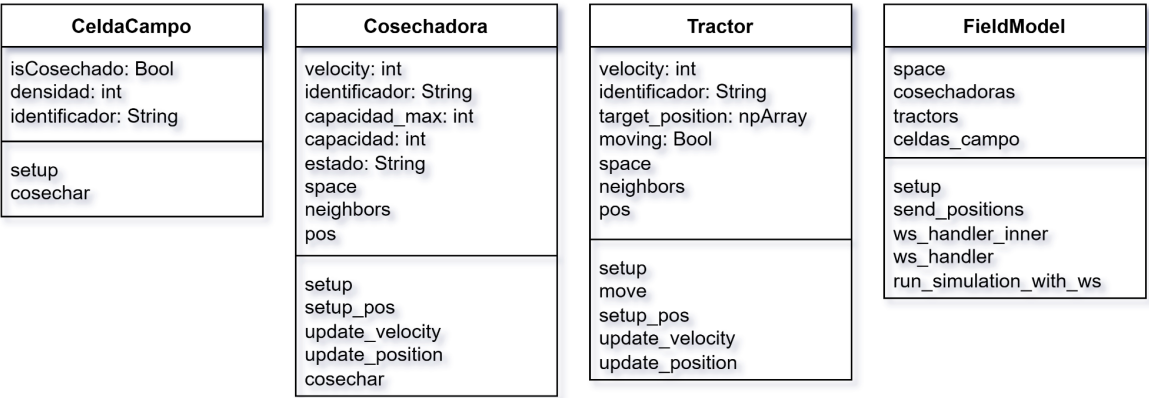 CeldaCampo
isCosechado: Bool
densidad: int
identificador: String
setup
cosechar
Cosechadora
velocity: int
identificador: String
capacidad_max: int
capacidad: int
estado: String
space
neighbors
pos
setup
setup_pos
update_velocity
update_position
cosechar
Tractor
velocity: int
identificador: String
target_position: npArray
moving: Bool
space
neighbors
pos
setup
move
setup_pos
update_velocity
update_position
FieldModel
space
cosechadoras
tractors
celdas_campo
setup
send_positions
ws_handler_inner
ws_handler
run_simulation_with_ws